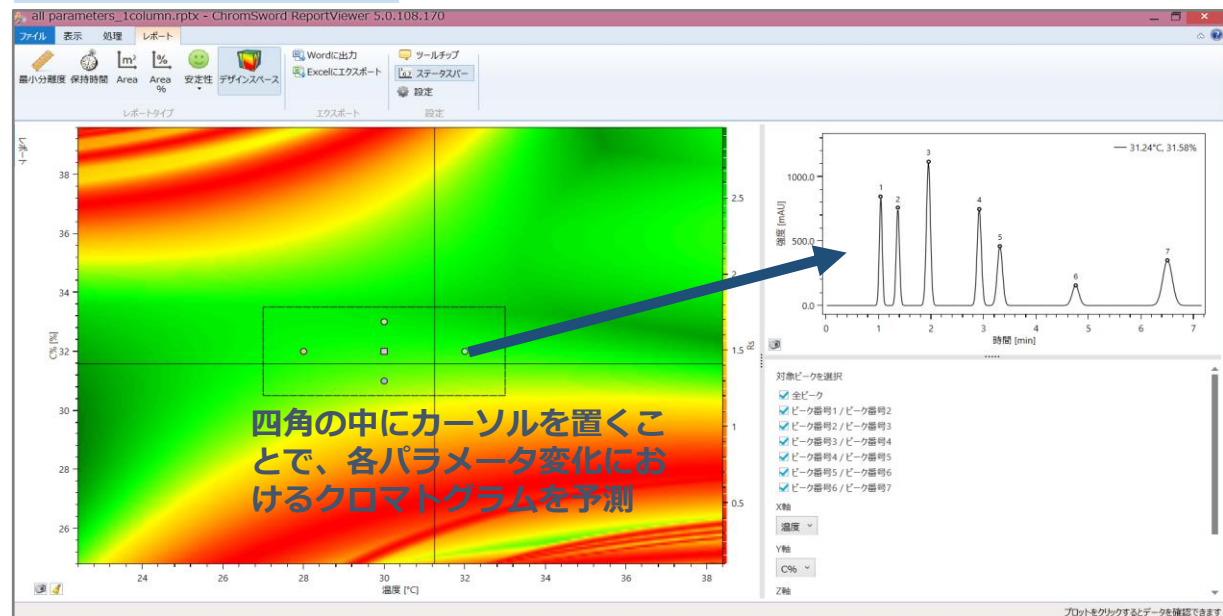 all parameters_1column.rptx - ChromSword ReportViewer 5.0.108.170
ファイル 表示 処理 レポート
最小分離度 保持時間 Area Area % 安定性 デザインスペース
Wordに出力
Excelにエクスポート
ツールチップ
ステータスバー
設定
レポートタイプ エクスポート 設定
レポート
C% [%]
38
36
34
32
30
28
26
24 26 28 30 32 34 36 38
温度 [°C]
2.5
2
1.5
1
0.5
Rs
四角の中にカーソルを置くこ
とで、各パラメータ変化にお
けるクロマトグラムを予測
31.24°C, 31.58%
強度 [mAU]
1000.0
500.0
0.0
1 2 3 4 5 6 7
0 1 2 3 4 5 6 7
時間 [min]
対象ピークを選択
全ピーク
ピーク番号1 / ピーク番号2
ピーク番号2 / ピーク番号3
ピーク番号3 / ピーク番号4
ピーク番号4 / ピーク番号5
ピーク番号5 / ピーク番号6
ピーク番号6 / ピーク番号7
X軸
温度
Y軸
C%
Z軸
プロットをクリックするとデータを確認できます